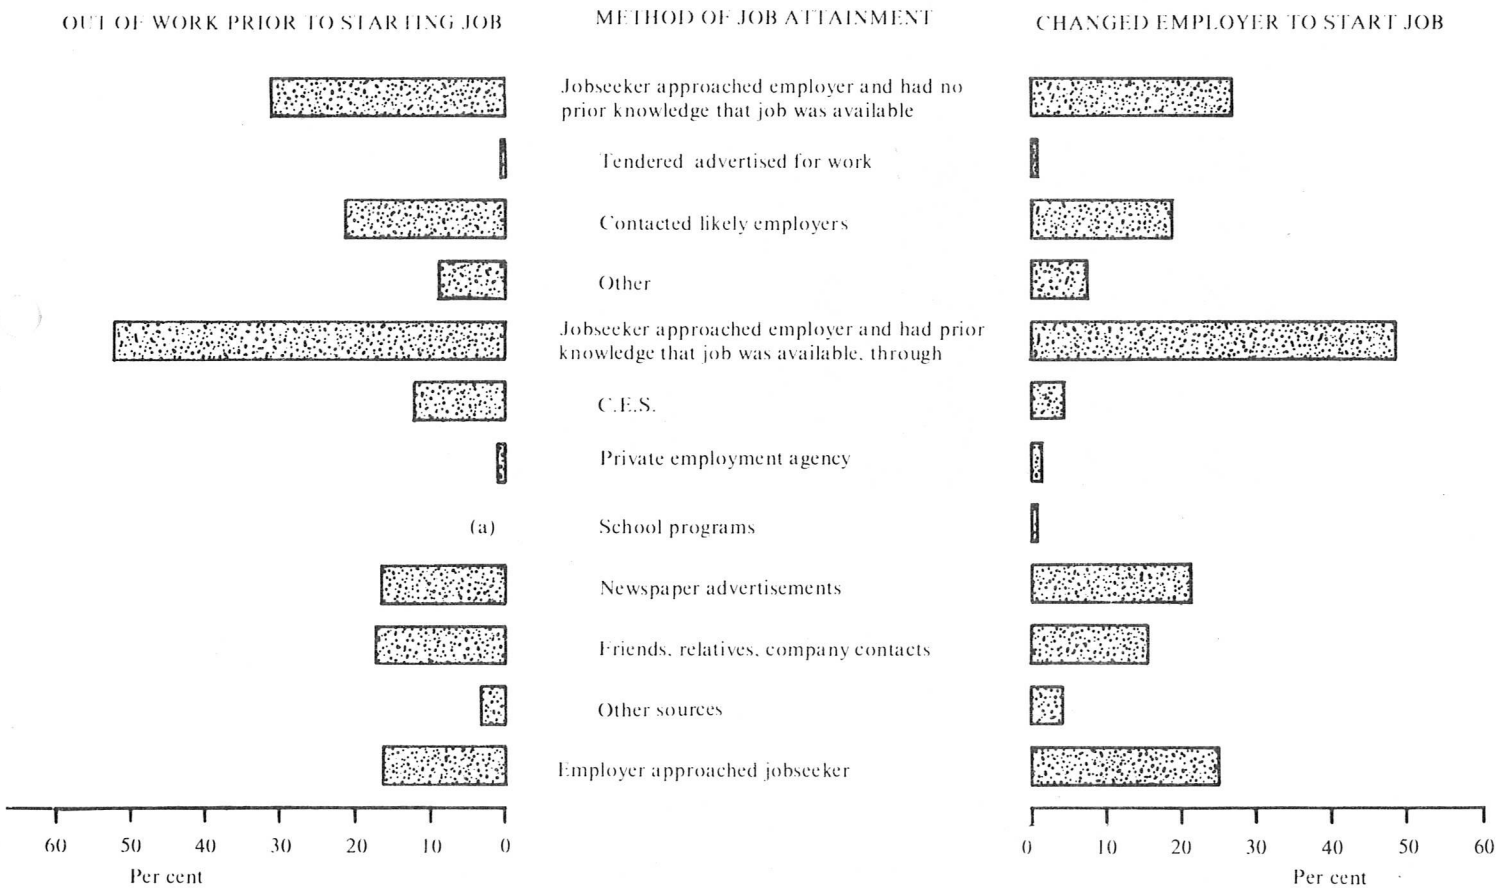 OUT OF WORK PRIOR TO STARTING JOB
METHOD OF JOB ATTAINMENT
CHANGED EMPLOYER TO START JOB
Jobseeker approached employer and had no
prior knowledge that job was available
Tendered advertised for work
Contacted likely employers
Other
Jobseeker approached employer and had prior
knowledge that job was available, through
C.E.S.
Private employment agency
(a)
School programs
Newspaper advertisements
Friends, relatives, company contacts
Other sources
Employer approached jobseeker
60 50 40 30 20 10 0
0 10 20 30 40 50 60
Per cent
Per cent